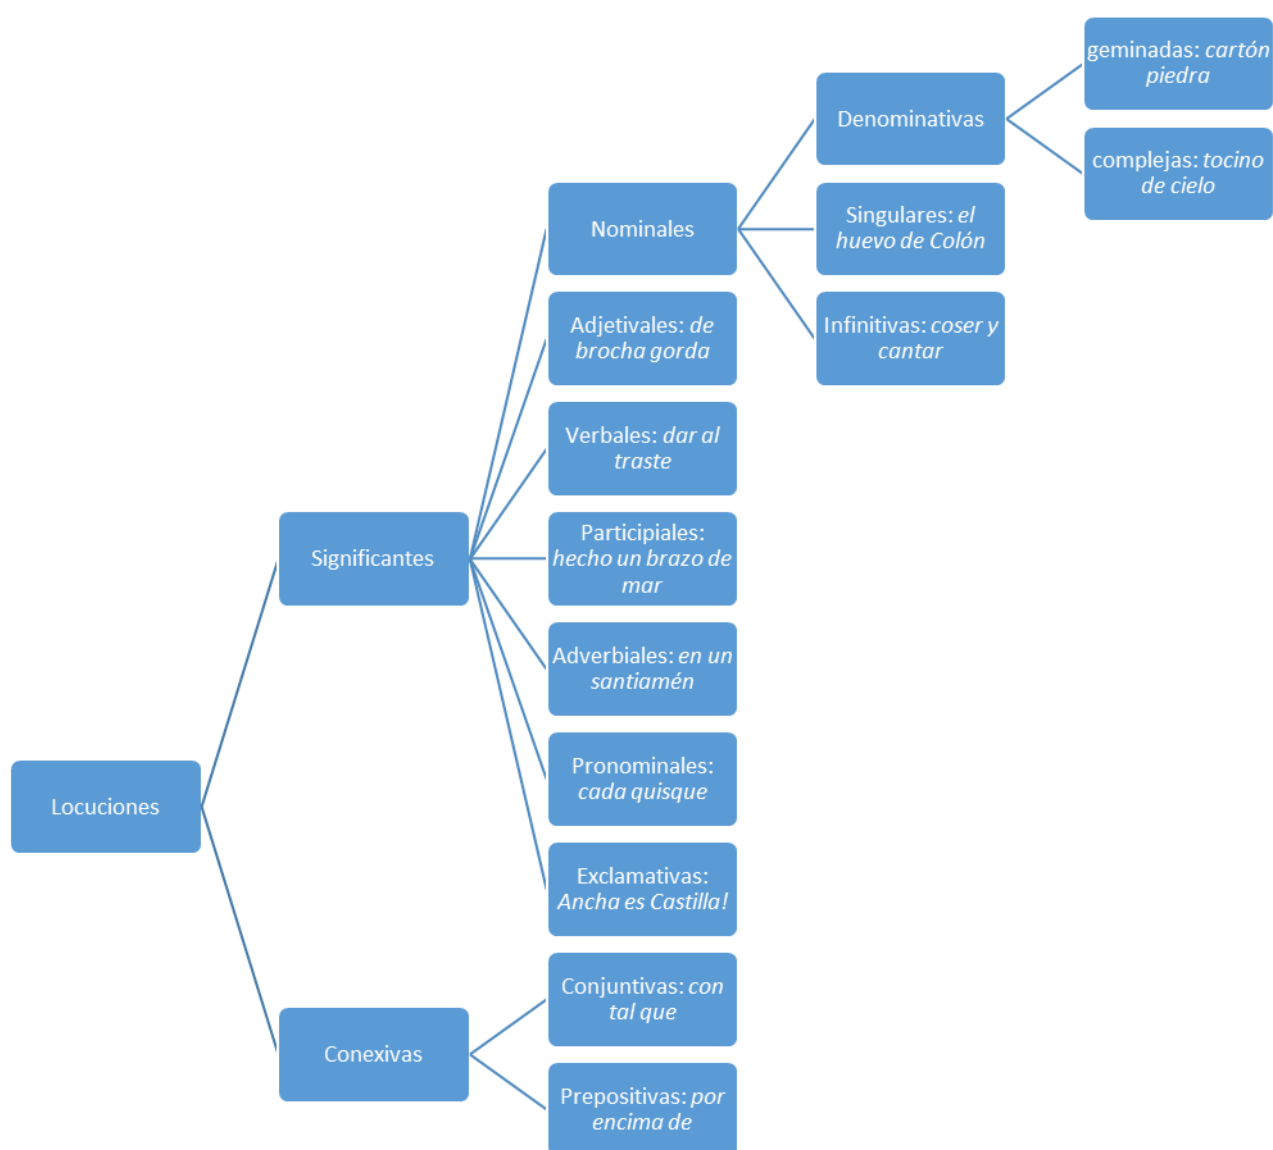 Locuciones
Significantes
Nominales
Denominativas
geminadas: cartón
piedra
complejas: tocino
de cielo
Singulares: el
huevo de Colón
Infinitivas: coser y
cantar
Adjetivales: de
brocha gorda
Verbales: dar al
traste
Participiales:
hecho un brazo de
mar
Adverbiales: en un
santiamén
Pronominales:
cada quisque
Exclamativas:
Ancha es Castilla!
Conexivas
Conjuntivas: con
tal que
Prepositivas: por
encima de